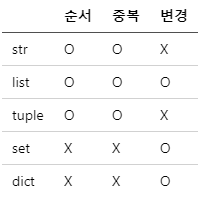 순서 중복 변경
str O O X
list O O O
tuple O O X
set X X O
dict X X O